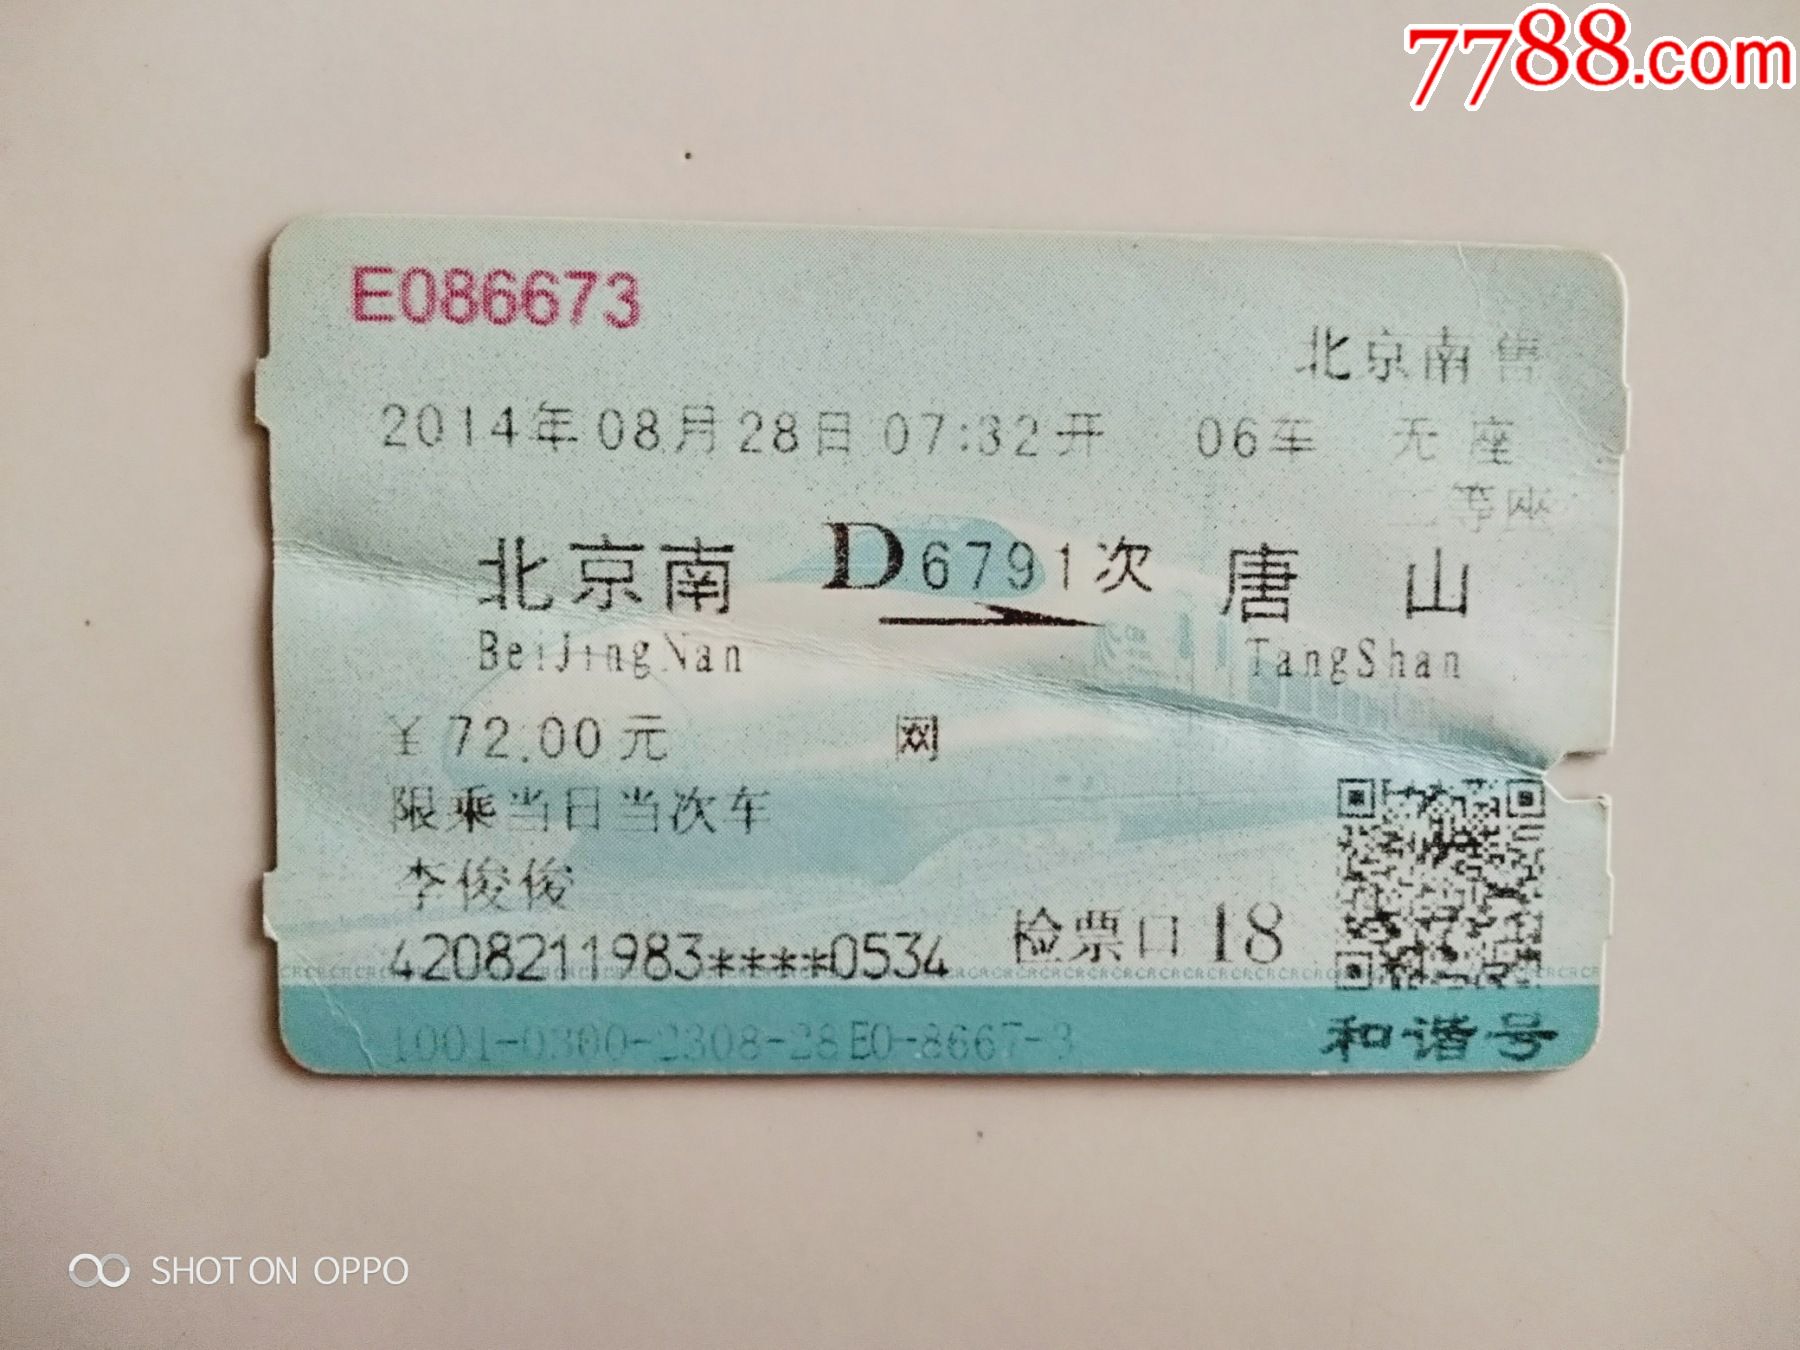 7788.com
E086673
北京南售
2014年08月28日07:32开 06车 无座
二等座
北京南 D6791次 唐山
BeiJingNan TangShan
¥72.00元 网
限乘当日当次车
李俊俊
4208211983****0534 检票口18
CRCRCRCRCRCRCRCRCRCRCRCR
1001-0300-2308-28E0-8667-3 和谐号
SHOT ON OPPO